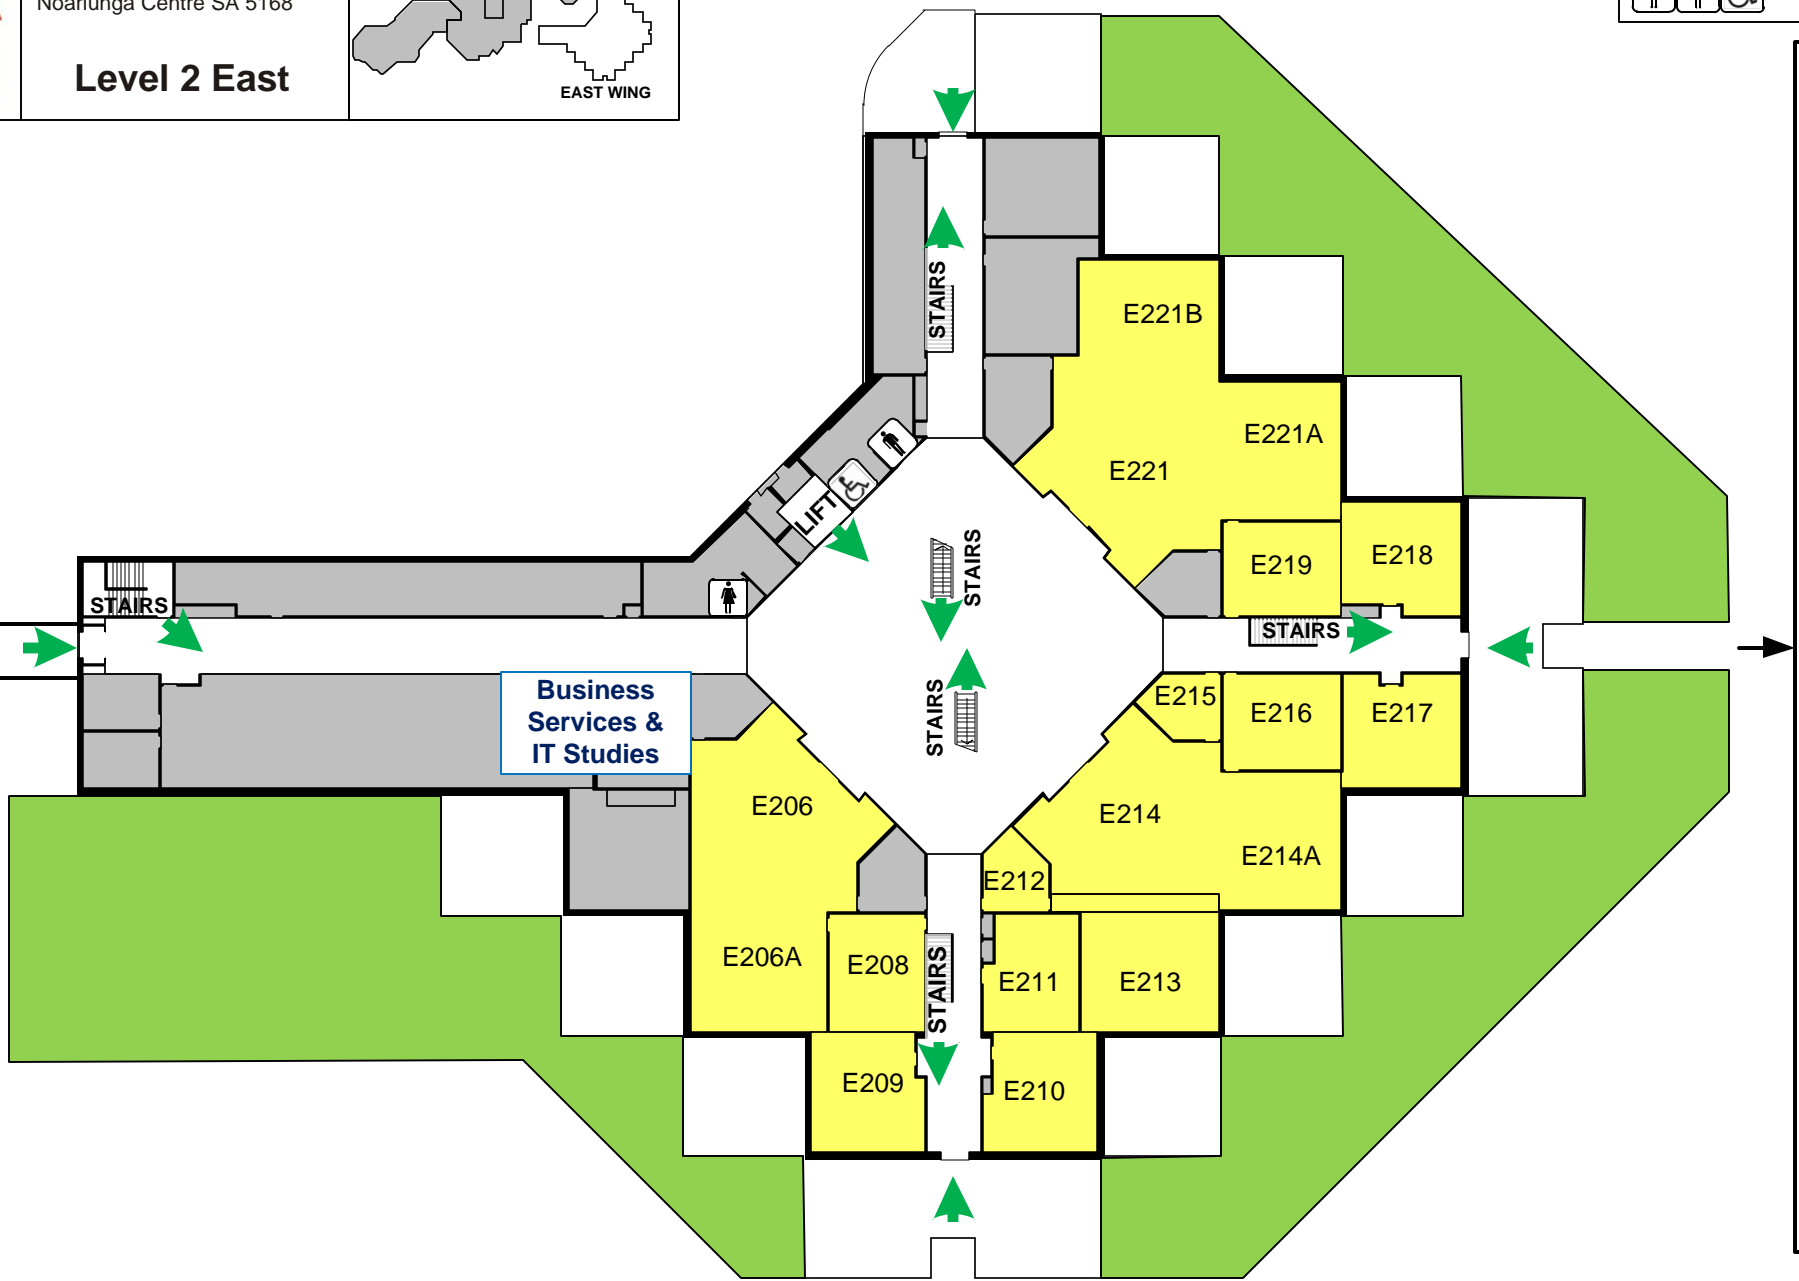 Noarlunga Centre SA 5168
Level 2 East
EAST WING
STAIRS
E221B
E221A
E221
LIFT
STAIRS
E219
E218
STAIRS
STAIRS
Business
Services &
IT Studies
STAIRS
E215
E216
E217
E206
E214
E214A
E212
E206A
E208
STAIRS
E211
E213
E209
E210